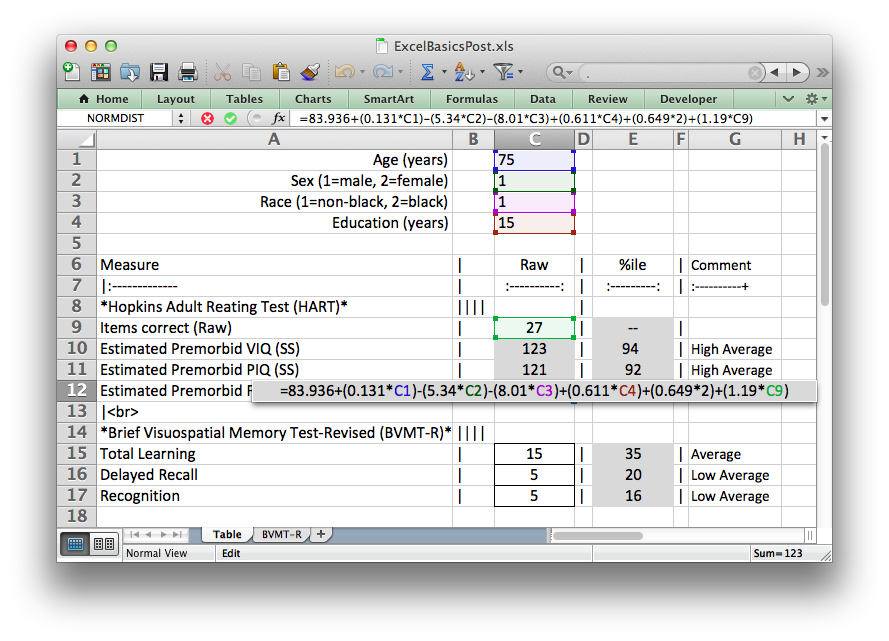 ExcelBasicsPost.xls
.
Home Layout Tables Charts SmartArt Formulas Data Review Developer
NORMDIST fx =83.936+(0.131*C1)-(5.34*C2)-(8.01*C3)+(0.611*C4)+(0.649*2)+(1.19*C9)
A B C D E F G H
1 Age (years) 75
2 Sex (1=male, 2=female) 1
3 Race (1=non-black, 2=black) 1
4 Education (years) 15
5
6 Measure | Raw | %ile | Comment
7 |:------------- | :----------: | :---------: | :----------+
8 *Hopkins Adult Reating Test (HART)* |||| |
9 Items correct (Raw) | 27 | -- |
10 Estimated Premorbid VIQ (SS) | 123 | 94 | High Average
11 Estimated Premorbid PIQ (SS) | 121 | 92 | High Average
12 Estimated Premorbid =83.936+(0.131*C1)-(5.34*C2)-(8.01*C3)+(0.611*C4)+(0.649*2)+(1.19*C9)
13 |<br>
14 *Brief Visuospatial Memory Test-Revised (BVMT-R)* ||||
15 Total Learning | 15 | 35 | Average
16 Delayed Recall | 5 | 20 | Low Average
17 Recognition | 5 | 16 | Low Average
18
Table BVMT-R +
Normal View Edit Sum=123